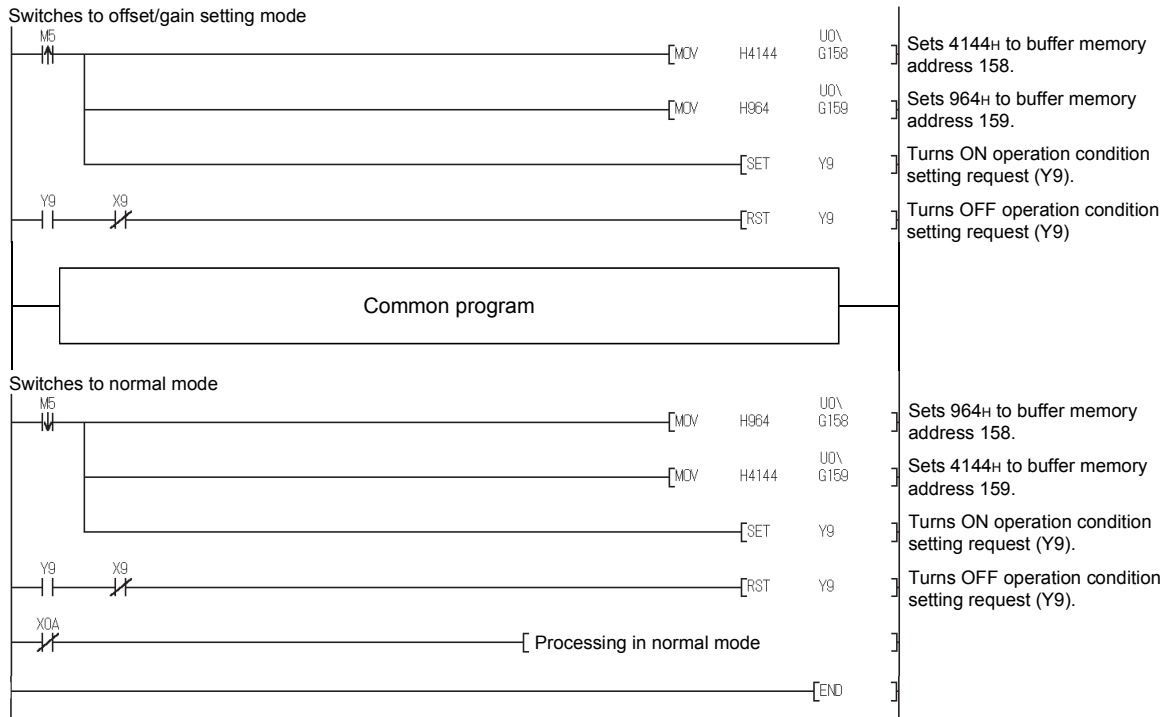 Switches to offset/gain setting mode
M5
U0\
[MOV H4144 G158 ]
Sets 4144H to buffer memory
address 158.
U0\
[MOV H964 G159 ]
Sets 964H to buffer memory
address 159.
[SET Y9 ]
Turns ON operation condition
setting request (Y9).
Y9 X9
[RST Y9 ]
Turns OFF operation condition
setting request (Y9)
Common program
Switches to normal mode
M5
U0\
[MOV H964 G158 ]
Sets 964H to buffer memory
address 158.
U0\
[MOV H4144 G159 ]
Sets 4144H to buffer memory
address 159.
[SET Y9 ]
Turns ON operation condition
setting request (Y9).
Y9 X9
[RST Y9 ]
Turns OFF operation condition
setting request (Y9).
X0A
[ Processing in normal mode ]
[END ]